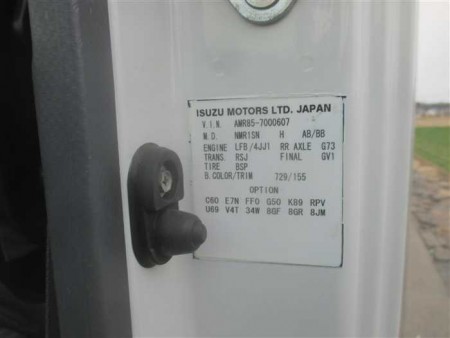 ISUZU MOTORS LTD. JAPAN
V.I.N. AMR85-7000607
M.D. NMR1SN H AB/BB
ENGINE LFB/4JJ1 RR AXLE G73
TRANS. RSJ FINAL GV1
TIRE BSP
B.COLOR/TRIM 729/155
OPTION
C60 E7N FF0 G50 K89 RPV
U69 V4T 34W 8GF 8GR 8JM